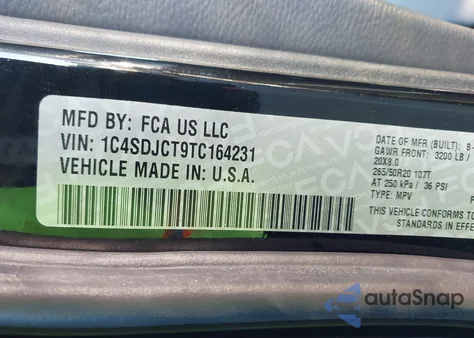 MFD BY: FCA US LLC
VIN: 1C4SDJCT9TC164231
VEHICLE MADE IN: U.S.A.
DATE OF MFR (BUILT): 8-
GAWR FRONT: 3200 LB /
20X8.0
265/50R20 107T
AT 250 kPa / 36 PSI
TYPE: MPV
THIS VEHICLE CONFORMS TO
STANDARDS IN EFFE
autoSnap